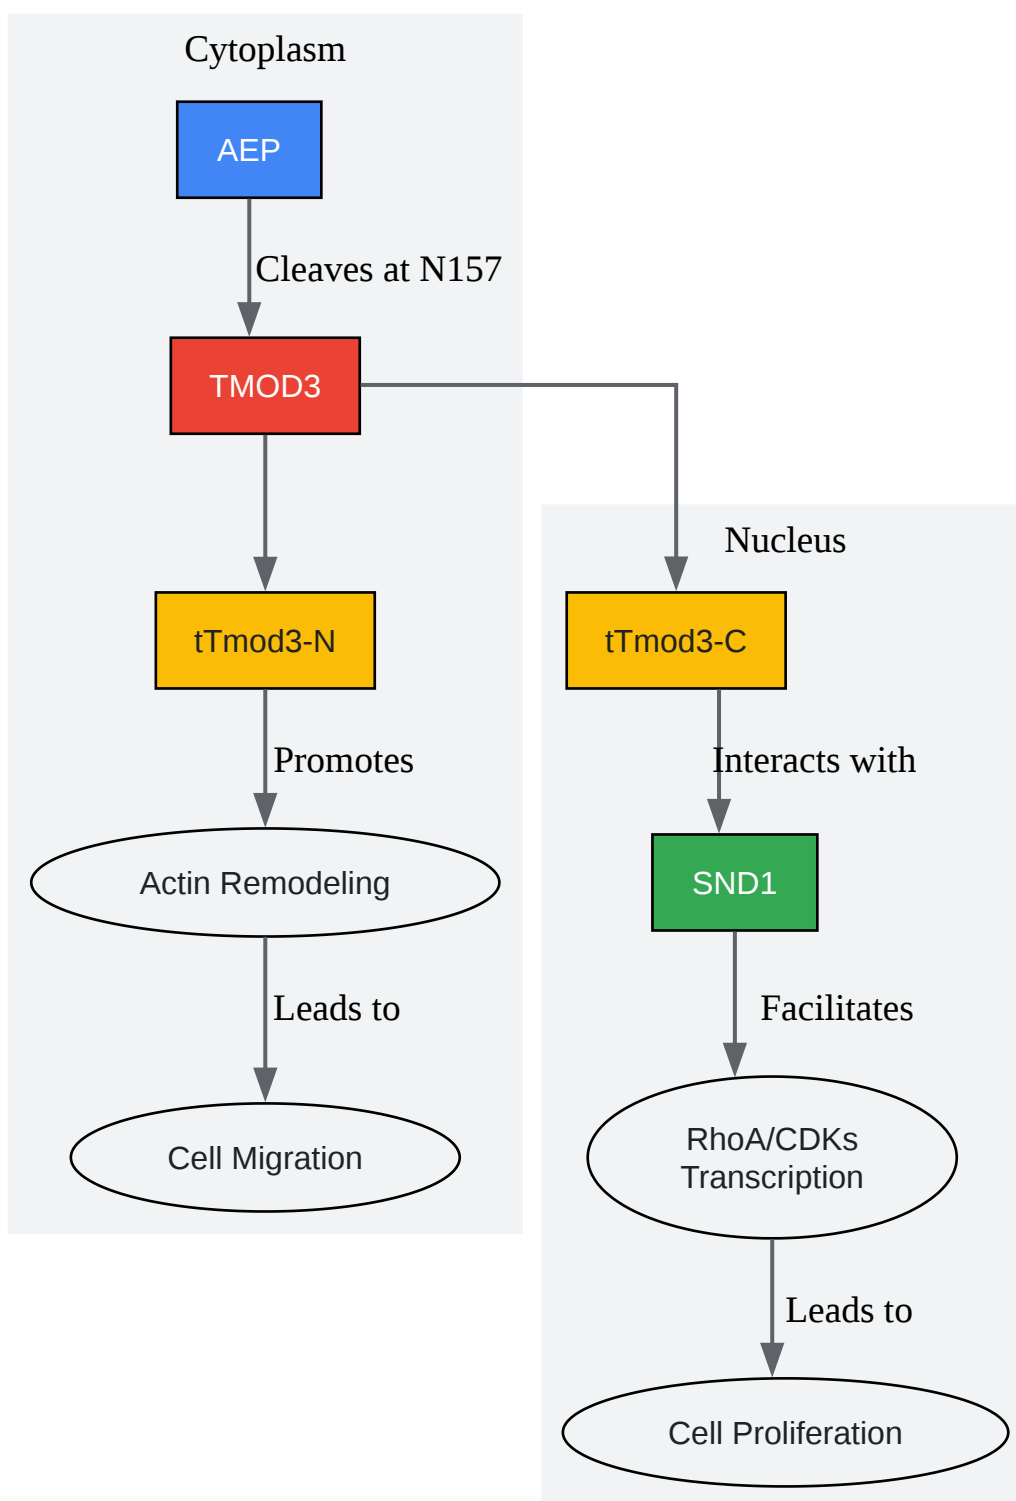 Cytoplasm
AEP
Cleaves at N157
TMOD3
tTmod3-N
Promotes
Actin Remodeling
Leads to
Cell Migration
Nucleus
tTmod3-C
Interacts with
SND1
Facilitates
RhoA/CDKs
Transcription
Leads to
Cell Proliferation